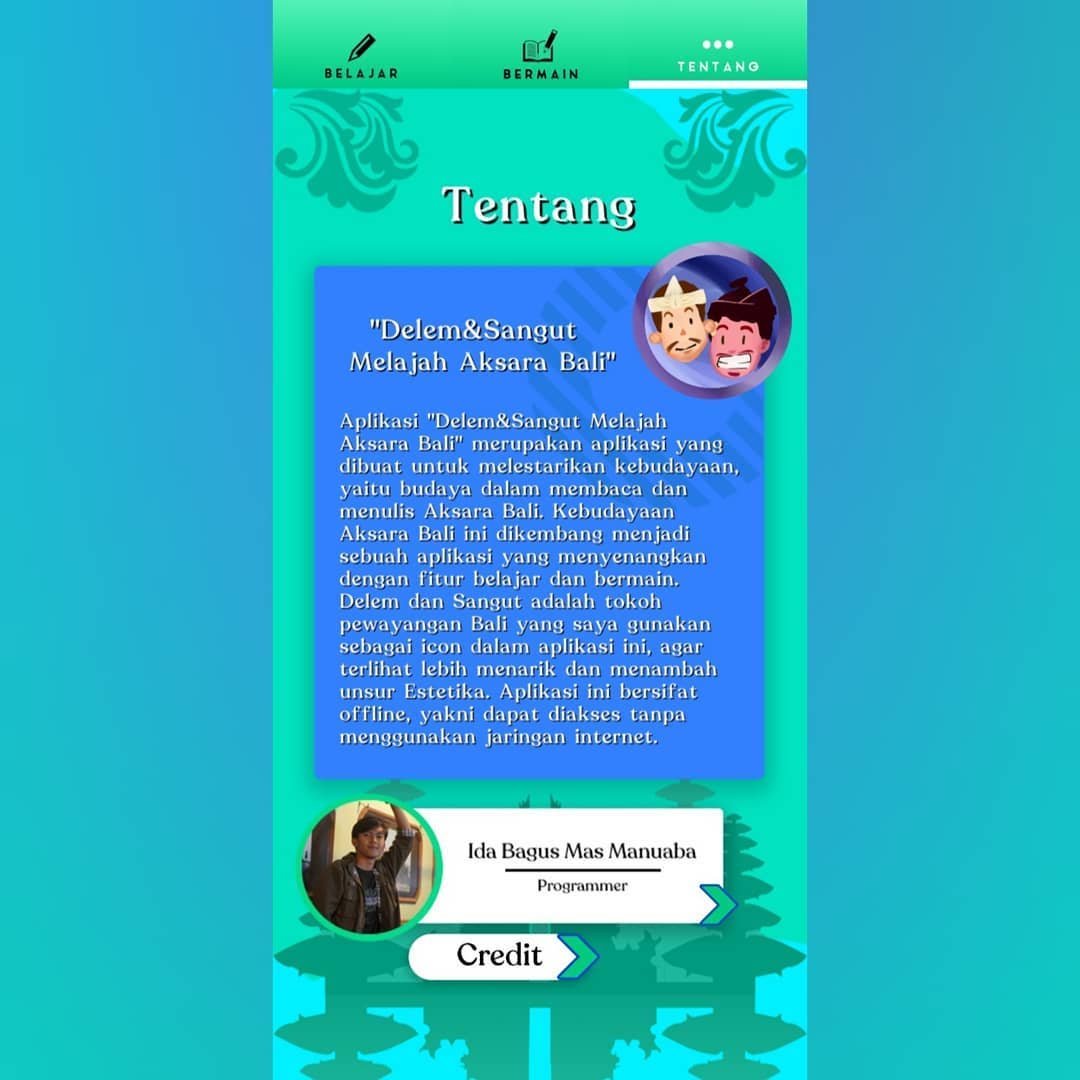 BELAJAR
BERMAIN
TENTANG
Tentang
"Delem&Sangut
Melajah Aksara Bali"
Aplikasi "Delem&Sangut Melajah
Aksara Bali" merupakan aplikasi yang
dibuat untuk melestarikan kebudayaan,
yaitu budaya dalam membaca dan
menulis Aksara Bali. Kebudayaan
Aksara Bali ini dikembang menjadi
sebuah aplikasi yang menyenangkan
dengan fitur belajar dan bermain.
Delem dan Sangut adalah tokoh
pewayangan Bali yang saya gunakan
sebagai icon dalam aplikasi ini, agar
terlihat lebih menarik dan menambah
unsur Estetika. Aplikasi ini bersifat
offline, yakni dapat diakses tanpa
menggunakan jaringan internet.
Ida Bagus Mas Manuaba
Programmer
Credit